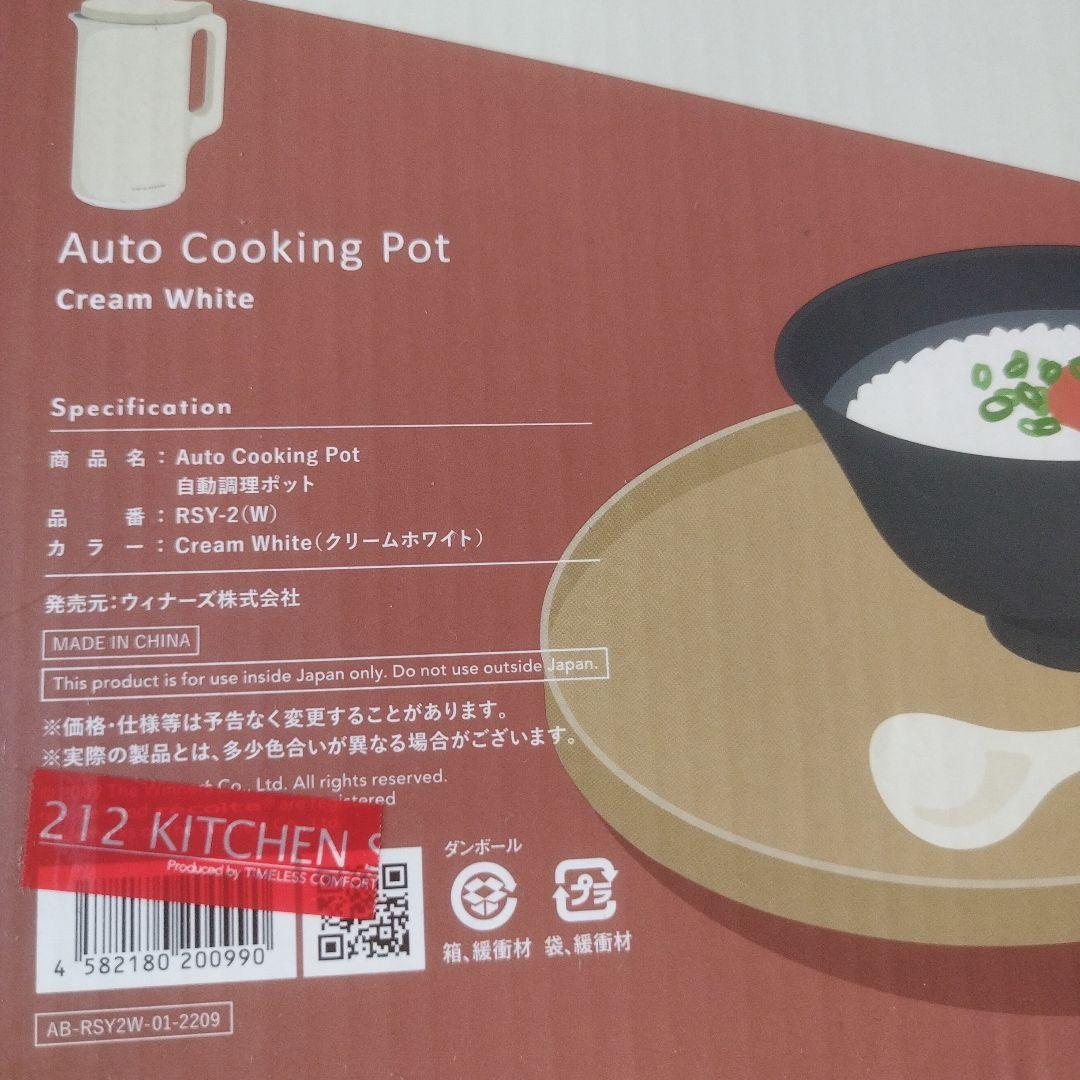 Auto Cooking Pot
Cream White
Specification
商品名：Auto Cooking Pot
自動調理ポット
品番：RSY-2(W)
カラー：Cream White(クリームホワイト)
発売元：ウィナーズ株式会社
MADE IN CHINA
This product is for use inside Japan only. Do not use outside Japan.
※価格・仕様等は予告なく変更することがあります。
※実際の製品とは、多少色合いが異なる場合がございます。
Co., Ltd. All rights reserved.
212 KITCHEN S
Produced by TIMELESS COMFORT
ダンボール
プラ
箱、緩衝材 袋、緩衝材
4 582180 200990
AB-RSY2W-01-2209